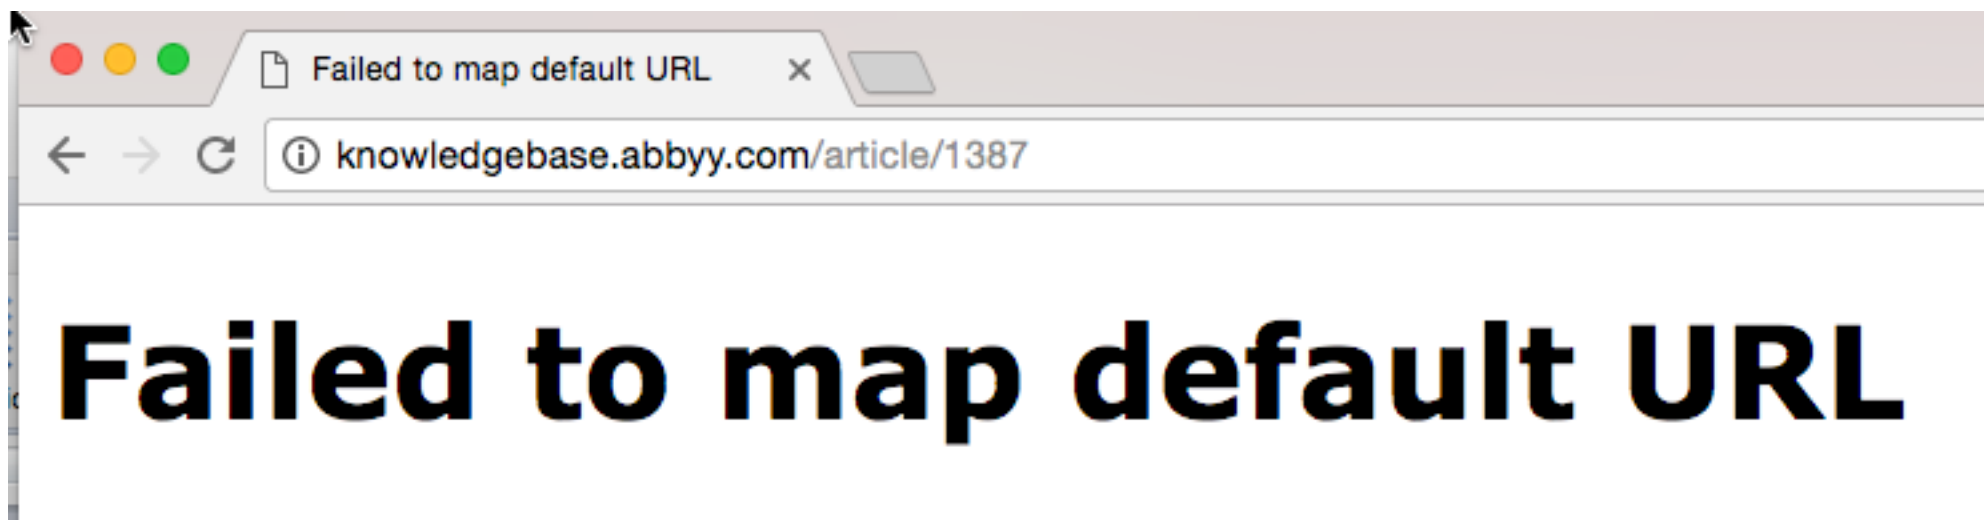 Failed to map default URL
knowledgebase.abbyy.com/article/1387
Failed to map default URL